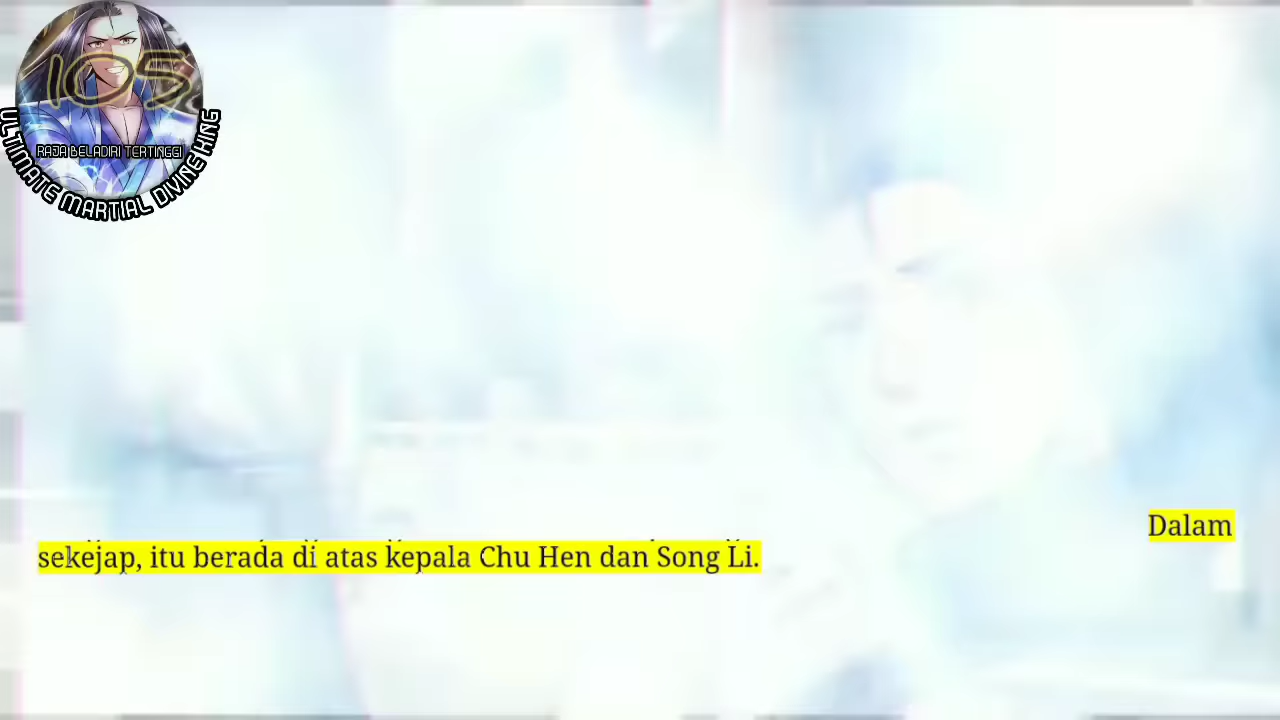 105
RAJA BELADIRI TERTINGGI
ULTIMATE MARTIAL DIVINE KING
Dalam
sekejap, itu berada di atas kepala Chu Hen dan Song Li.